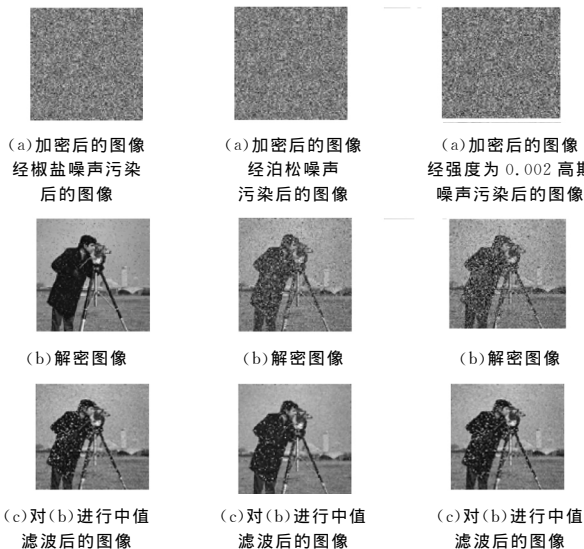 (a)加密后的图像
经椒盐噪声污染
后的图像
(a)加密后的图像
经泊松噪声
污染后的图像
(a)加密后的图像
经强度为 0.002 高斯
噪声污染后的图像
(b)解密图像
(b)解密图像
(b)解密图像
(c)对(b)进行中值
滤波后的图像
(c)对(b)进行中值
滤波后的图像
(c)对(b)进行中值
滤波后的图像